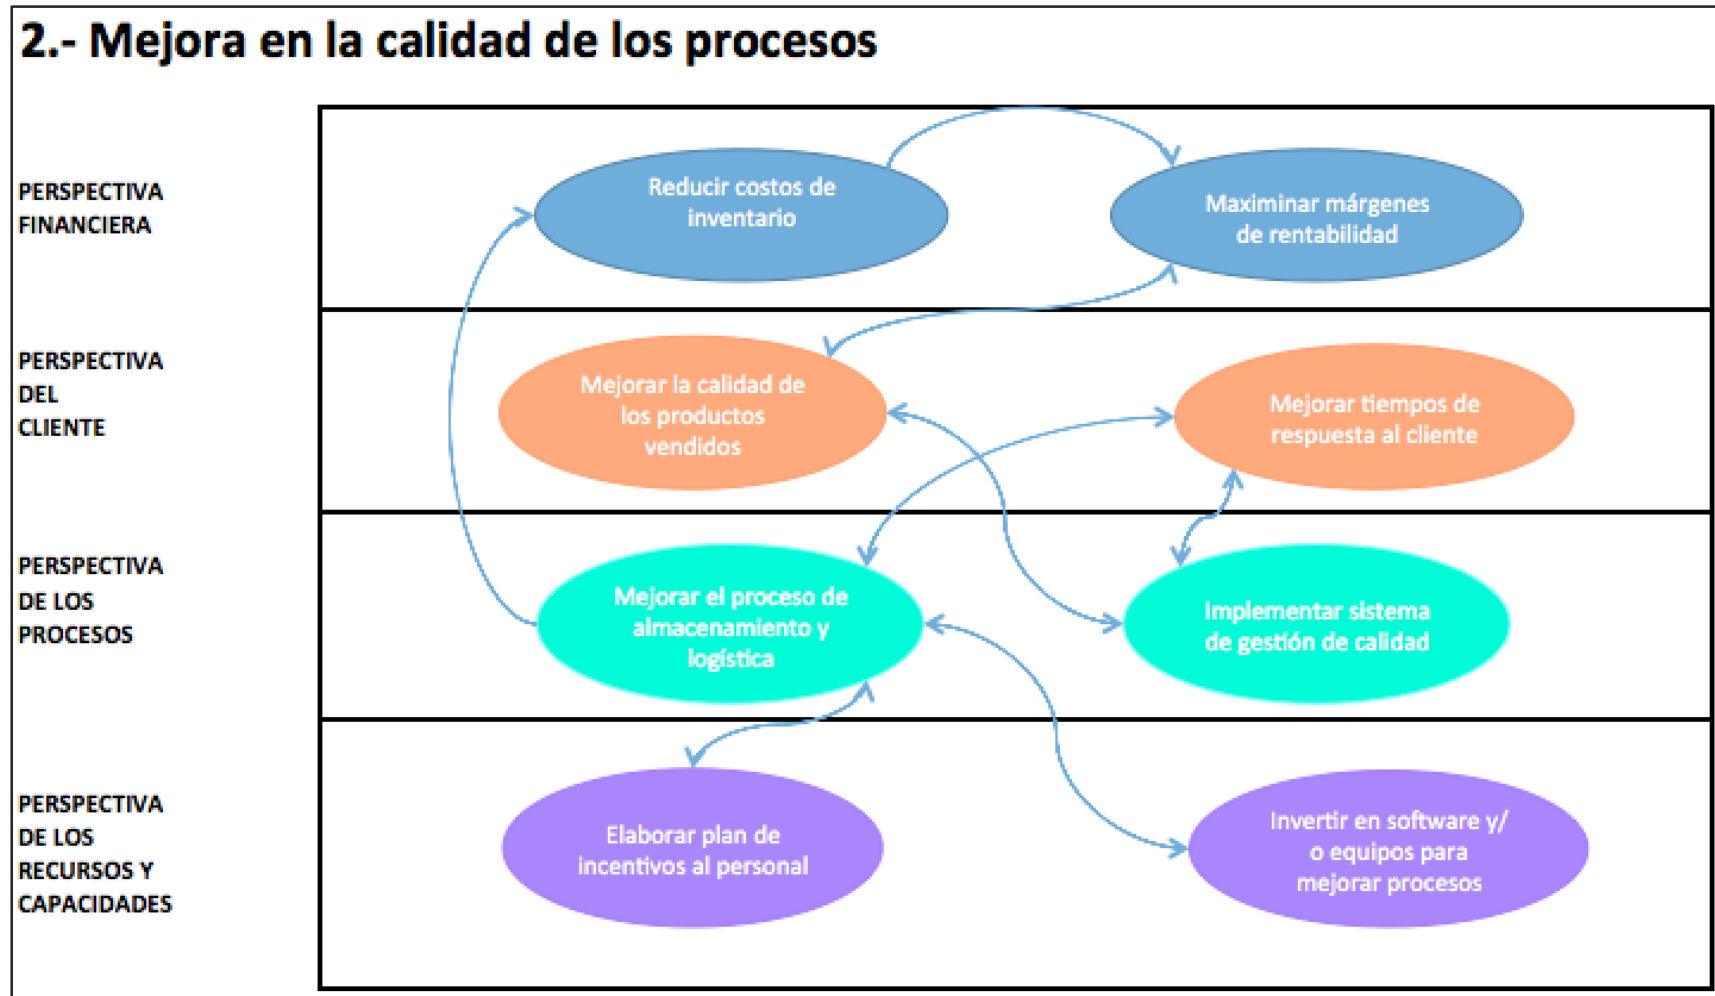 2.- Mejora en la calidad de los procesos
PERSPECTIVA
FINANCIERA
Reducir costos de
inventario
Maximinar márgenes
de rentabilidad
PERSPECTIVA
DEL
CLIENTE
Mejorar la calidad de
los productos
vendidos
Mejorar tiempos de
respuesta al cliente
PERSPECTIVA
DE LOS
PROCESOS
Mejorar el proceso de
almacenamiento y
logística
Implementar sistema
de gestión de calidad
PERSPECTIVA
DE LOS
RECURSOS Y
CAPACIDADES
Elaborar plan de
incentivos al personal
Invertir en software y/
o equipos para
mejorar procesos